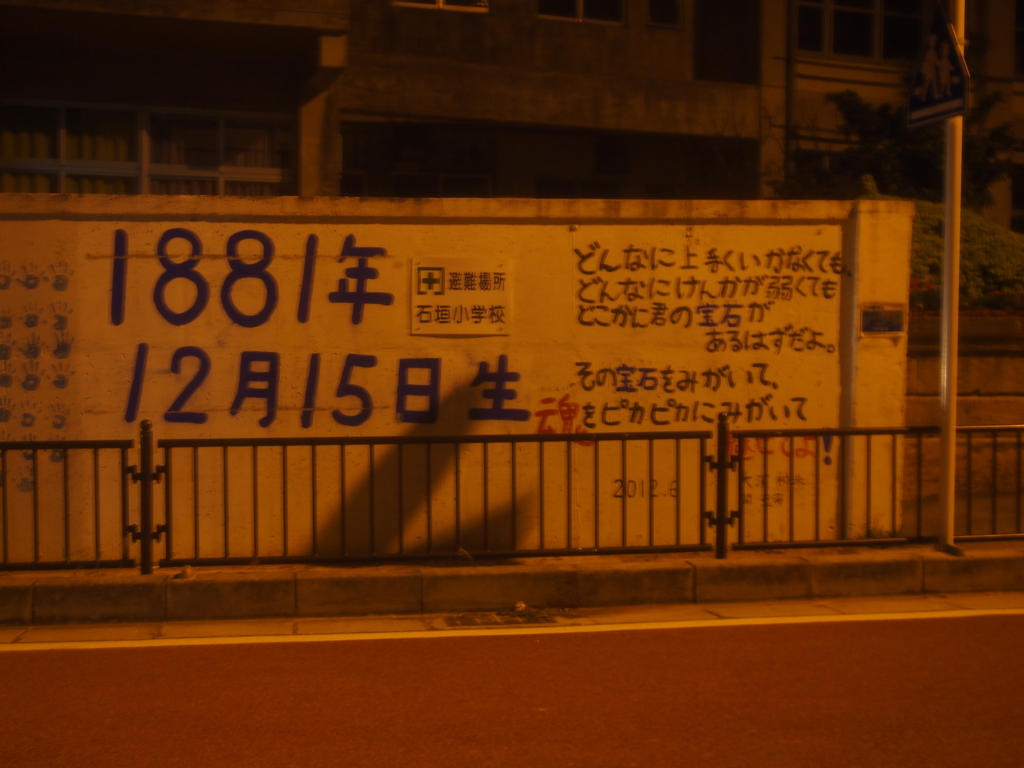 1881年
12月15日生
避難場所
石垣小学校
どんなに上手くいかなくても、
どんなにけんかが弱くても
どこかに君の宝石が
あるはずだよ。
その宝石をみがいて、
魂をピカピカにみがいて
2012.6